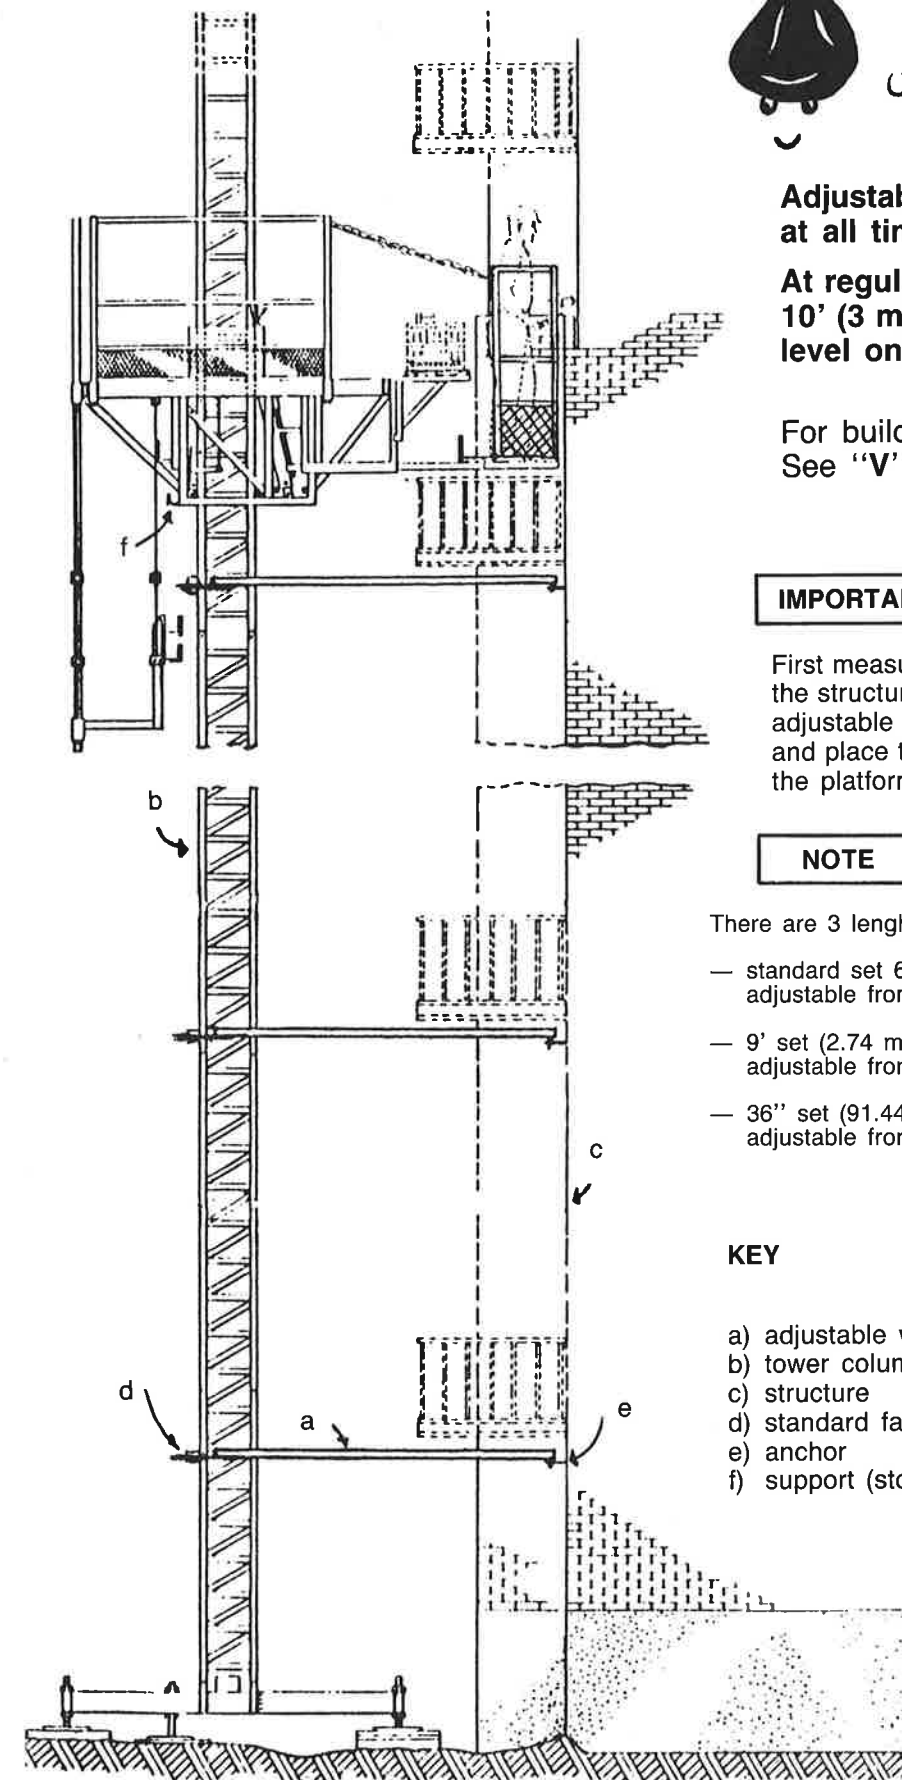 Adjustab
at all tin
At regul
10’ (3 m
level on
For build
See “V’
f
IMPORTAN
First measu
the structur
adjustable
and place t
the platforn
b
NOTE
There are 3 lengh
— standard set 6
adjustable fron
— 9’ set (2.74 m
adjustable fron
— 36’’ set (91.44
adjustable fron
c
KEY
a) adjustable v
b) tower colun
c) structure
d) standard fa
e) anchor
f) support (sto
d
a
e